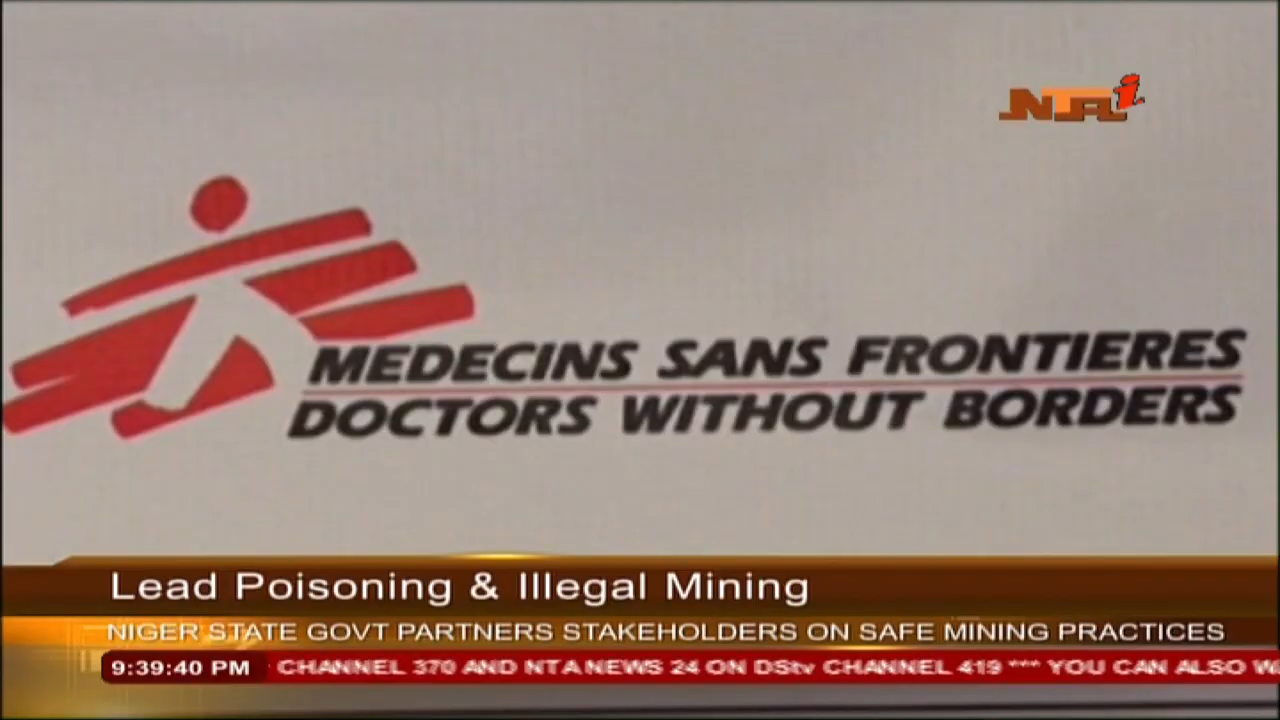 NTAi
MEDECINS SANS FRONTIERES
DOCTORS WITHOUT BORDERS
Lead Poisoning & Illegal Mining
NIGER STATE GOVT PARTNERS STAKEHOLDERS ON SAFE MINING PRACTICES
9:39:40 PM CHANNEL 370 AND NTA NEWS 24 ON DStv CHANNEL 419 *** YOU CAN ALSO